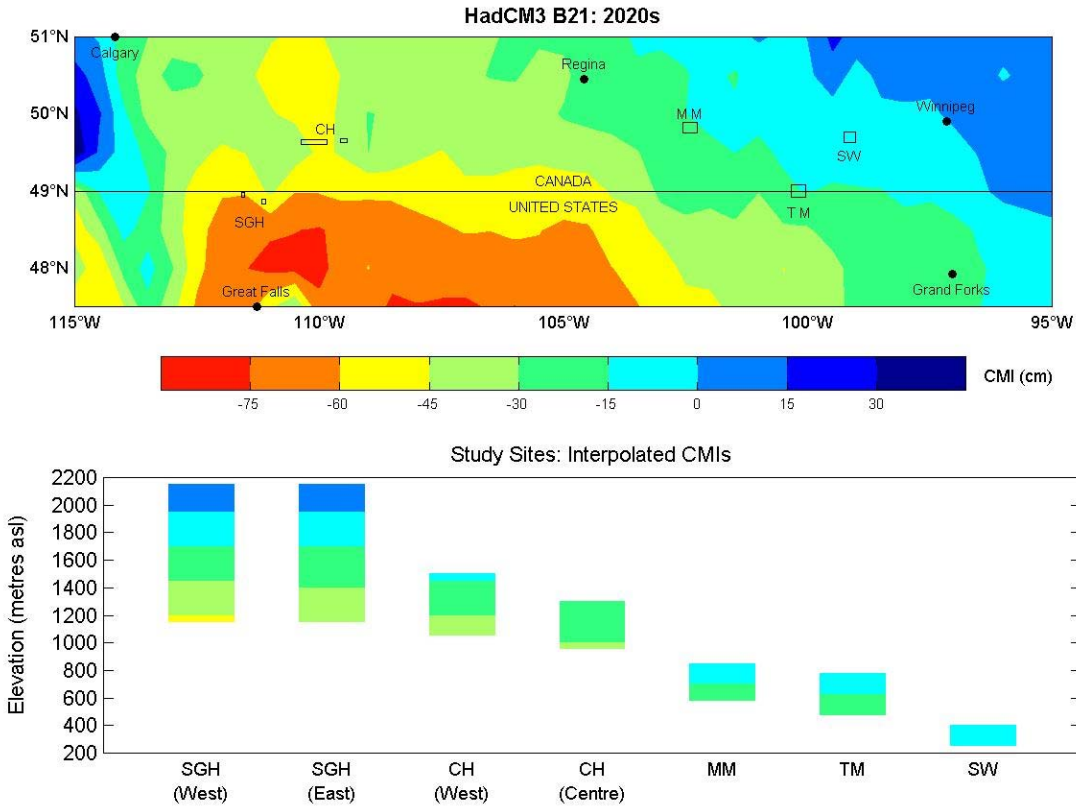 HadCM3 B21: 2020s
51°N
Calgary
Regina
50°N
Winnipeg
CH
M M
SW
49°N
CANADA
UNITED STATES
SGH
T M
48°N
Great Falls
Grand Forks
115°W 110°W 105°W 100°W 95°W
CMI (cm)
-75 -60 -45 -30 -15 0 15 30
Study Sites: Interpolated CMIs
Elevation (metres asl)
2200
2000
1800
1600
1400
1200
1000
800
600
400
200
SGH SGH CH CH MM TM SW
(West) (East) (West) (Centre)